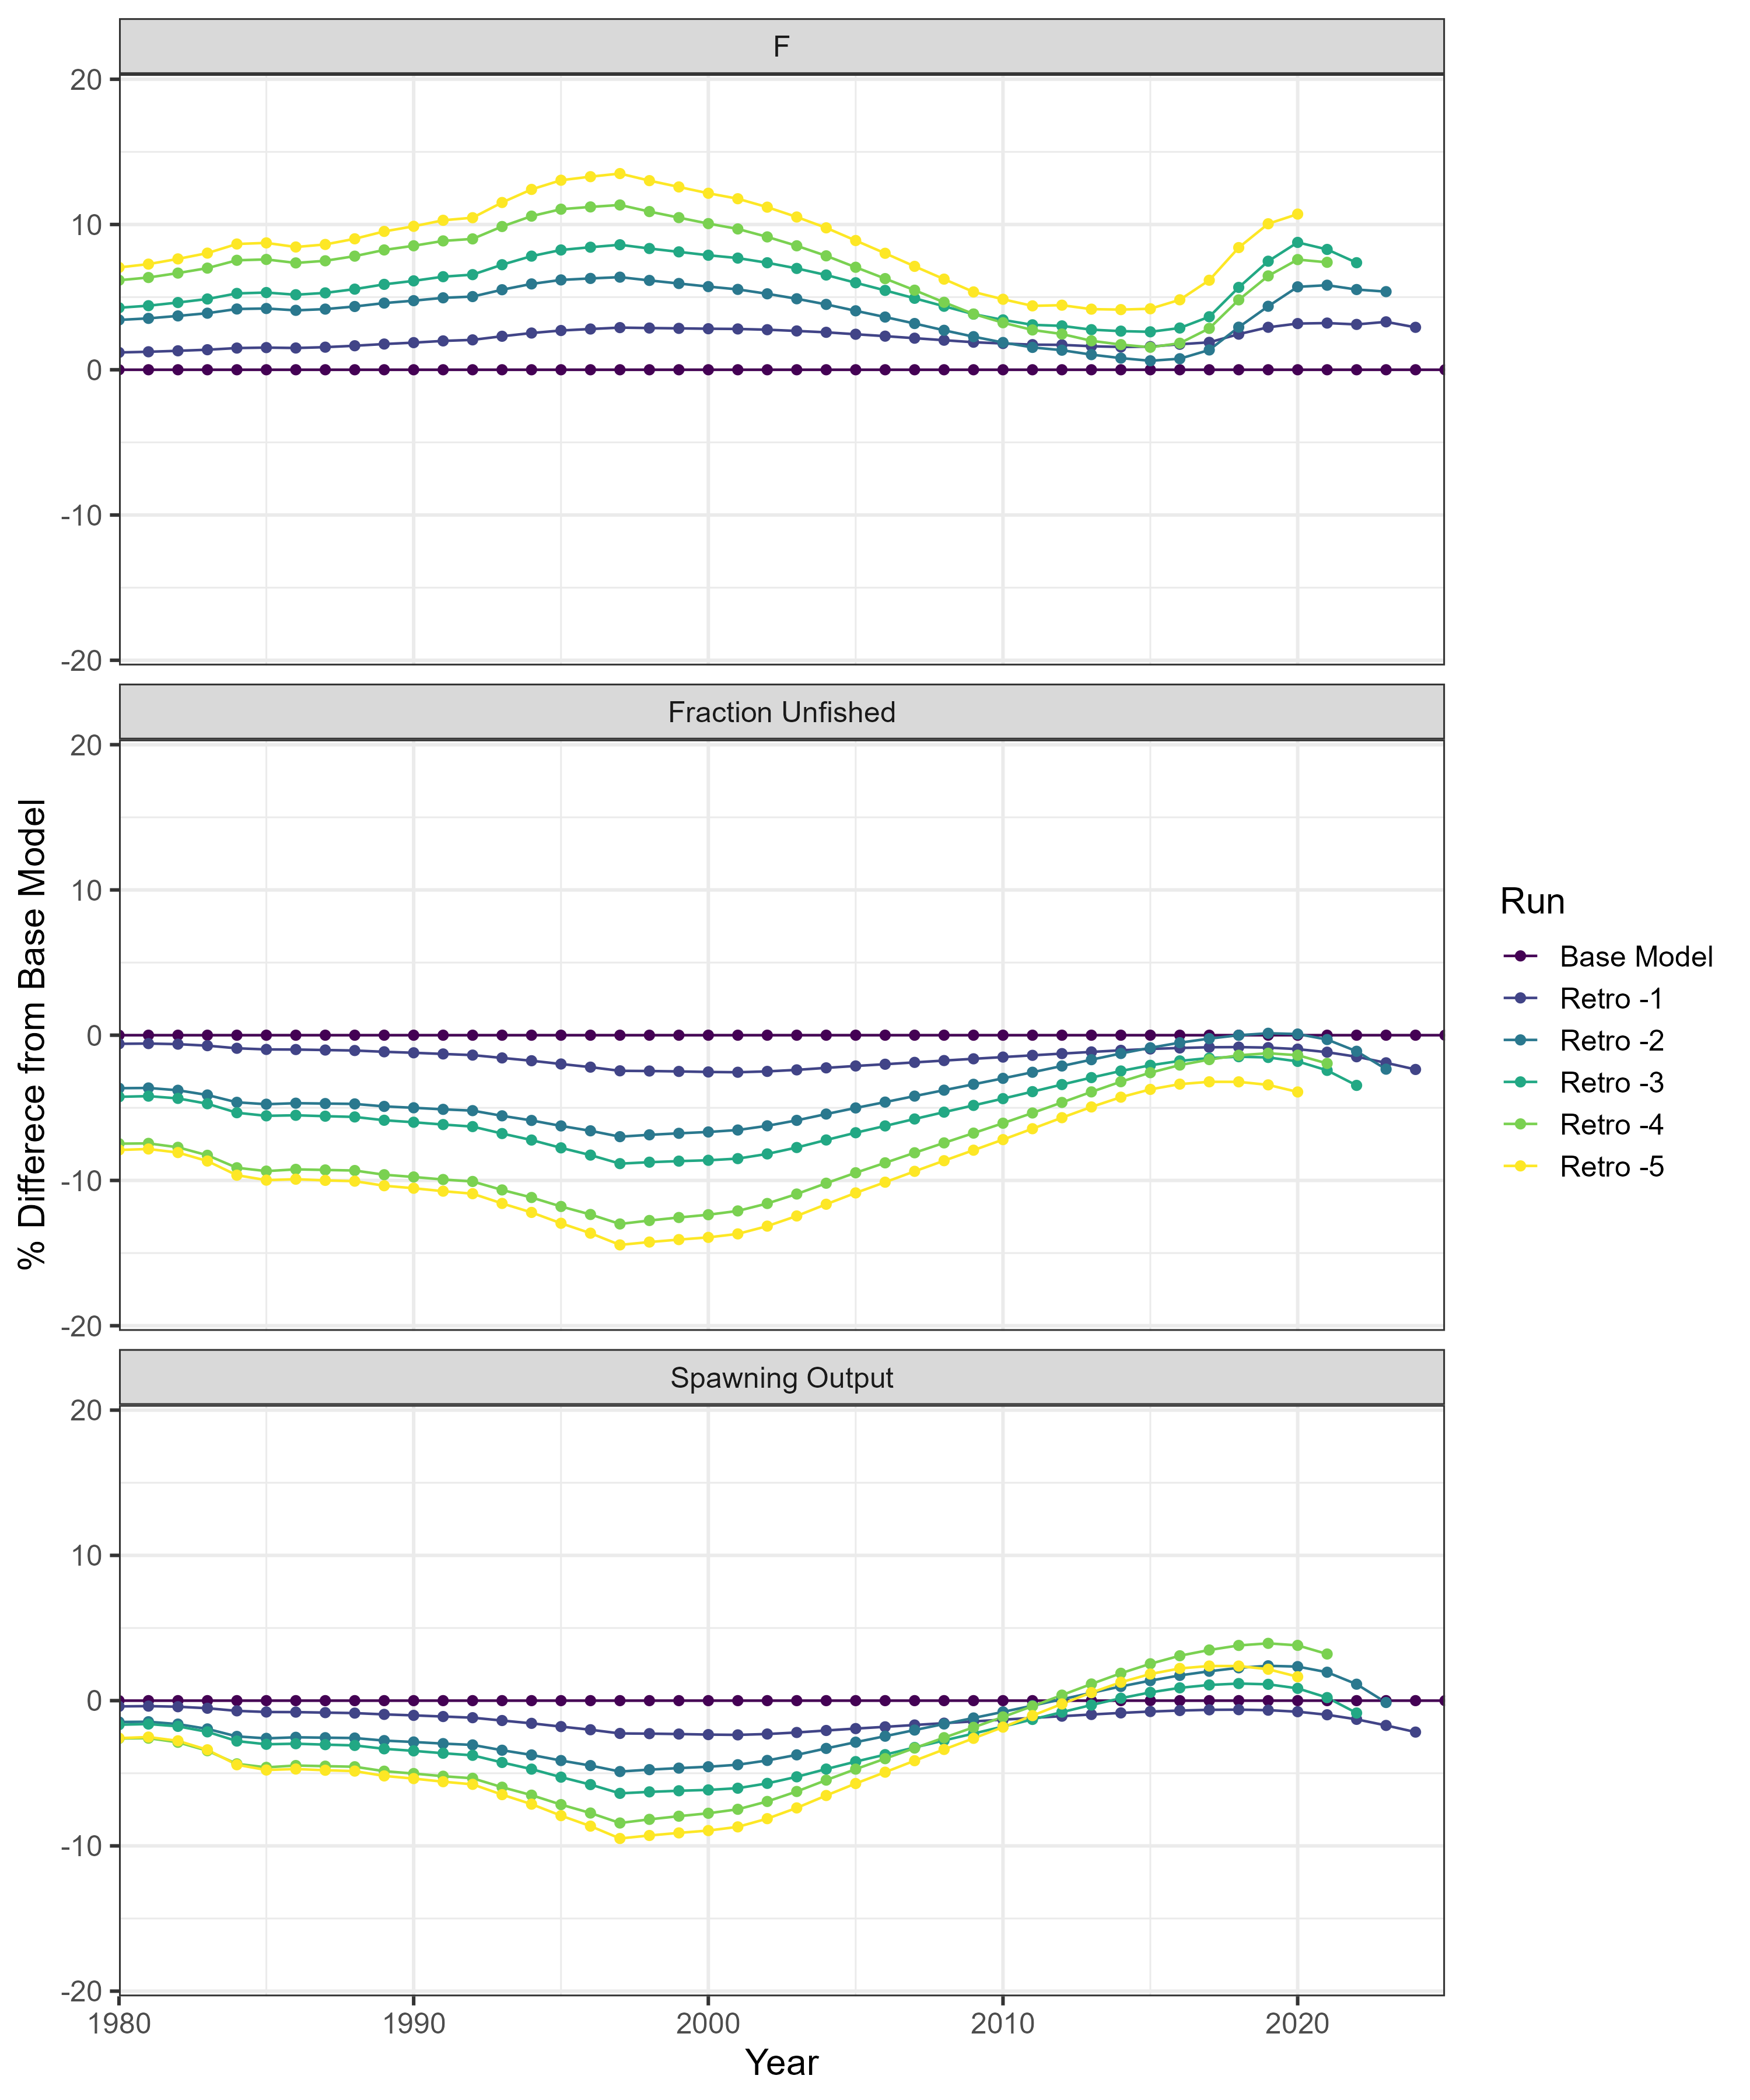 F
20
10
0
-10
-20
Fraction Unfished
20
10
0
-10
-20
Spawning Output
20
10
0
-10
-20
1980 1990 2000 2010 2020
Year
% Differece from Base Model
Run
Base Model
Retro -1
Retro -2
Retro -3
Retro -4
Retro -5